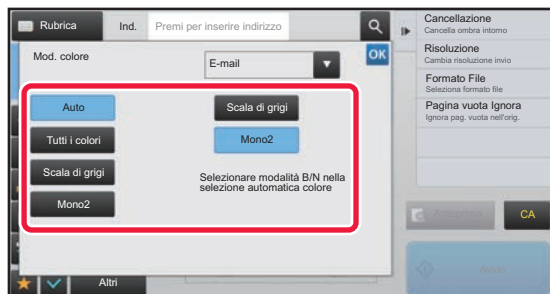 Rubrica
Ind.
Premi per inserire indirizzo
Mod. colore
E-mail
OK
Auto
Tutti i colori
Scala di grigi
Mono2
Scala di grigi
Mono2
Selezionare modalità B/N nella
selezione automatica colore
Altri
Cancellazione
Cancella ombra intorno
Risoluzione
Cambia risoluzione invio
Formato File
Seleziona formato file
Pagina vuota Ignora
Ignora pag. vuota nell'orig.
Anteprima
CA
Avvio